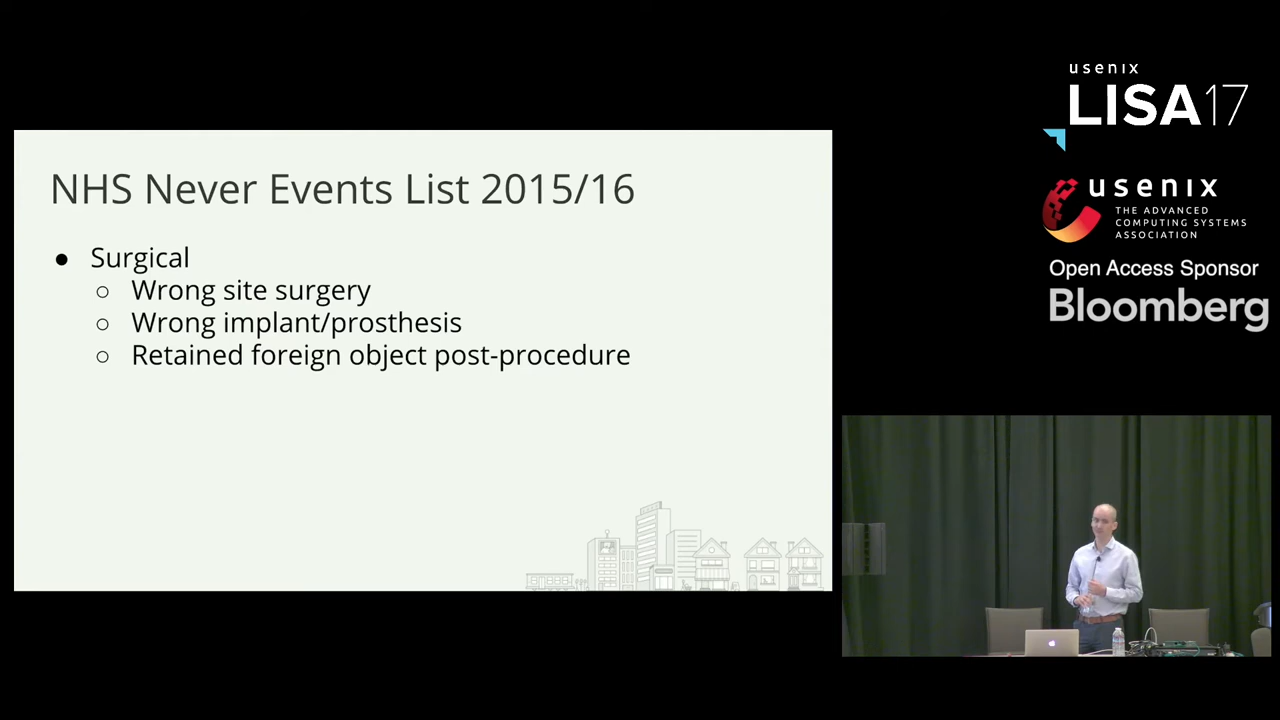 NHS Never Events List 2015/16
● Surgical
○ Wrong site surgery
○ Wrong implant/prosthesis
○ Retained foreign object post-procedure
usenix
LISA17
usenix
THE ADVANCED
COMPUTING SYSTEMS
ASSOCIATION
Open Access Sponsor
Bloomberg